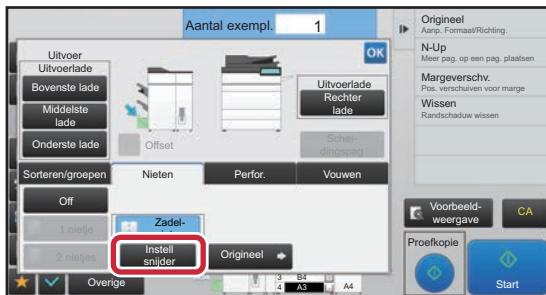 Aantal exempl. 1
Uitvoer
Uitvoerlade
Bovenste lade
Middelste
lade
Onderste lade
Offset
OK
Uitvoerlade
Rechter
lade
Schei-
dingspag.
Sorteren/groepen
Nieten
Perfor.
Vouwen
Off
1 nietje
2 nietjes
Zadel-
Instell
snijder
Origineel
Overige
3 B4
4 A3
A4
Origineel
Aanp. Formaat/Richting.
N-Up
Meer pag. op een pag. plaatsen
Margeverschv.
Pos. verschuiven voor marge
Wissen
Randschaduw wissen
Voorbeeld-
weergave
CA
Proefkopie
Start